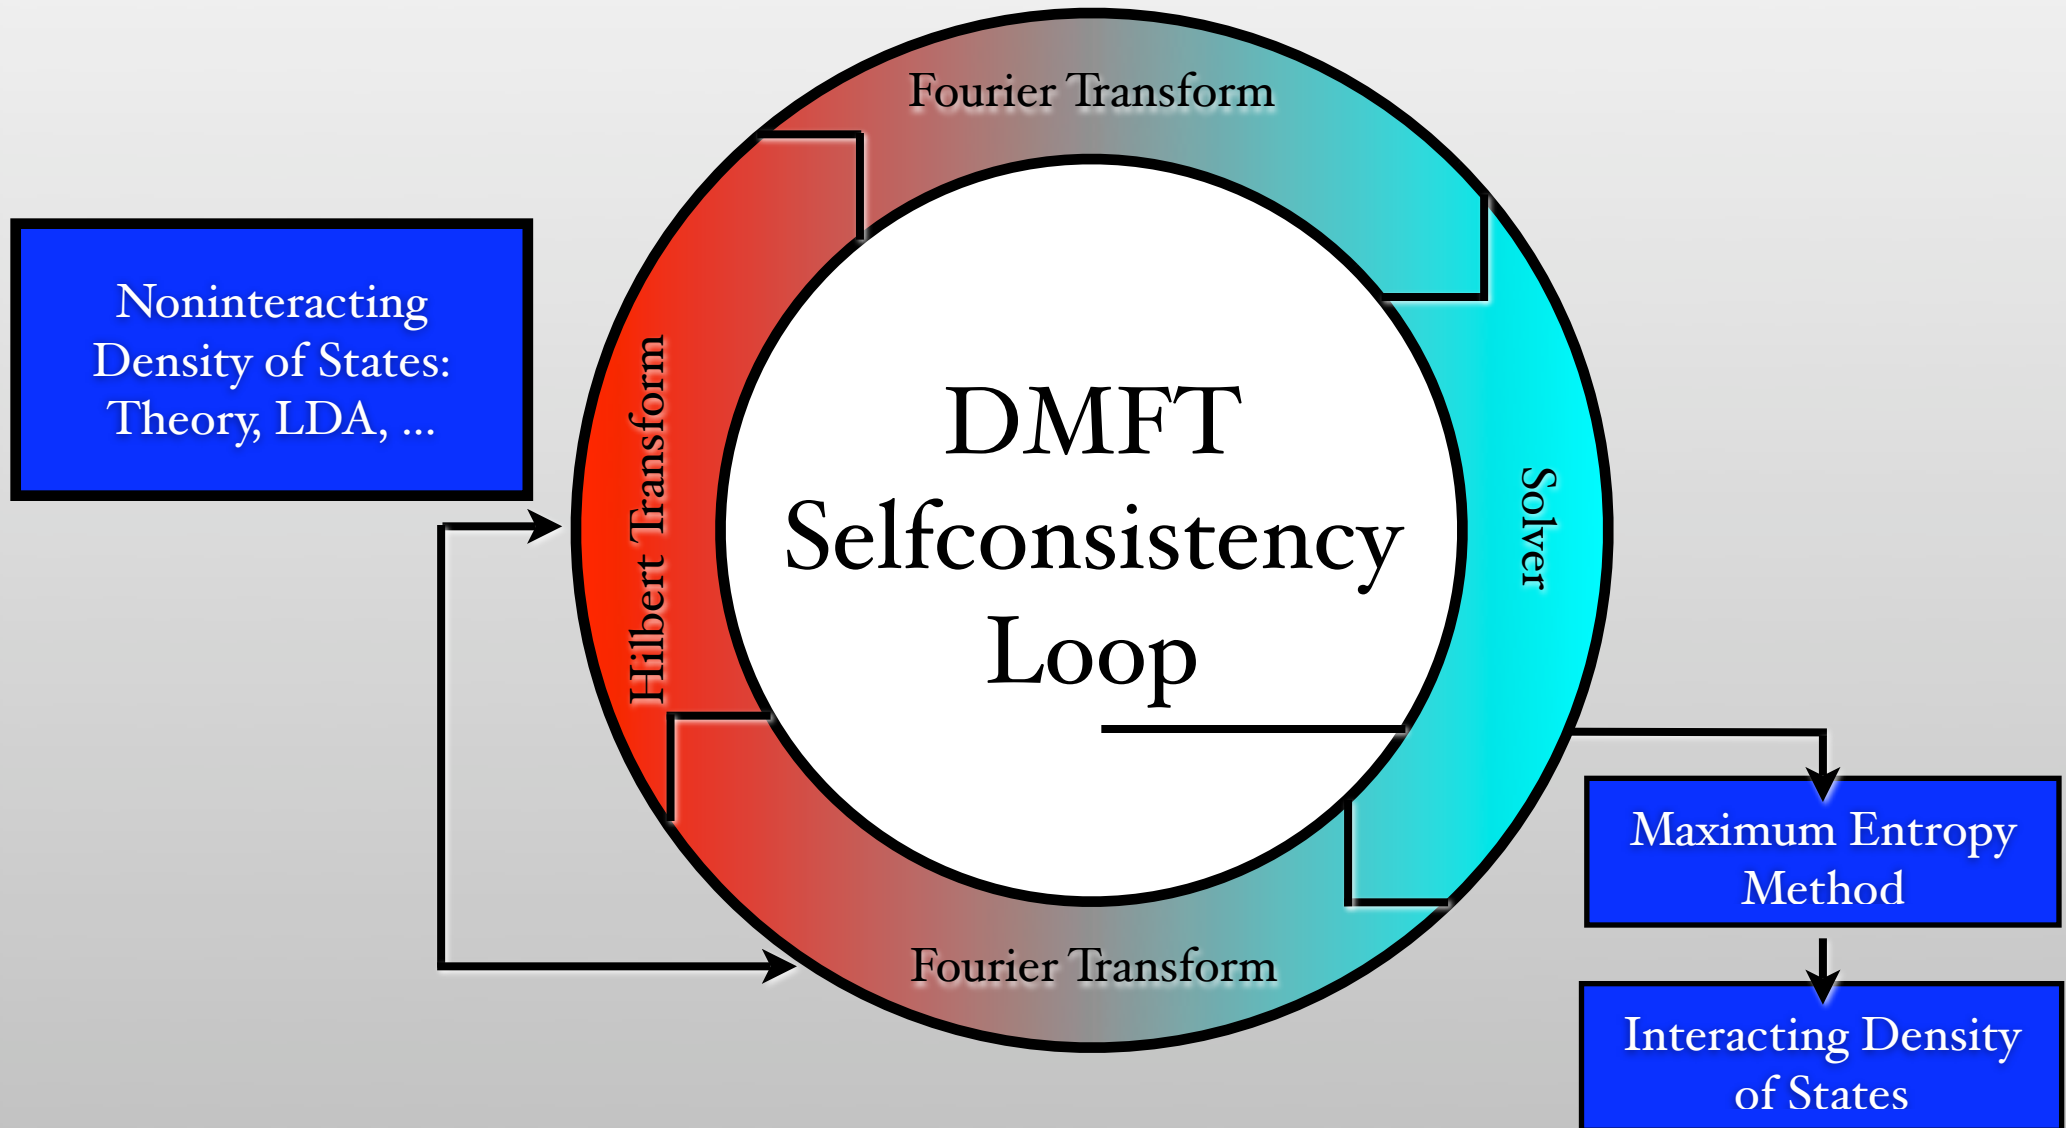 Fourier Transform
Noninteracting
Density of States:
Theory, LDA, ...
Hilbert Transform
DMFT
Selfconsistency
Loop
Solver
Maximum Entropy
Method
Fourier Transform
Interacting Density
of States